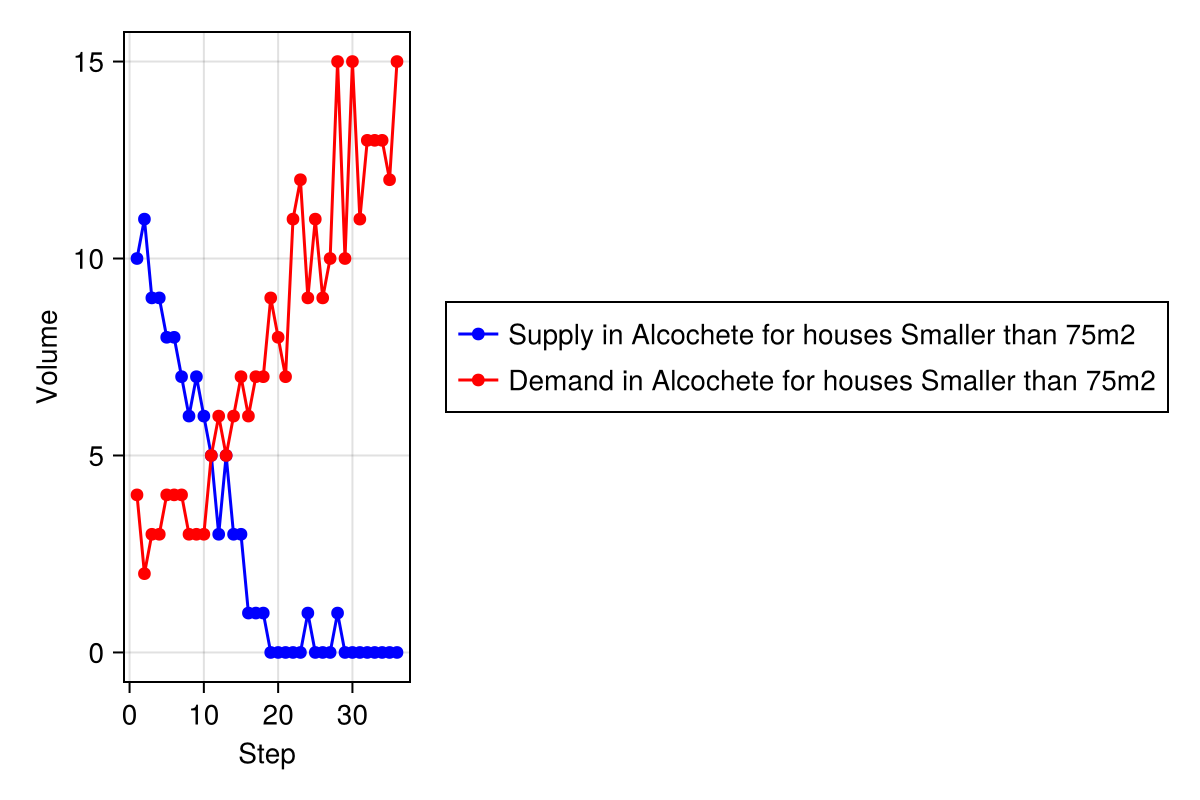 Volume
15
10
5
0
0 10 20 30
Step
Supply in Alcochete for houses Smaller than 75m2
Demand in Alcochete for houses Smaller than 75m2